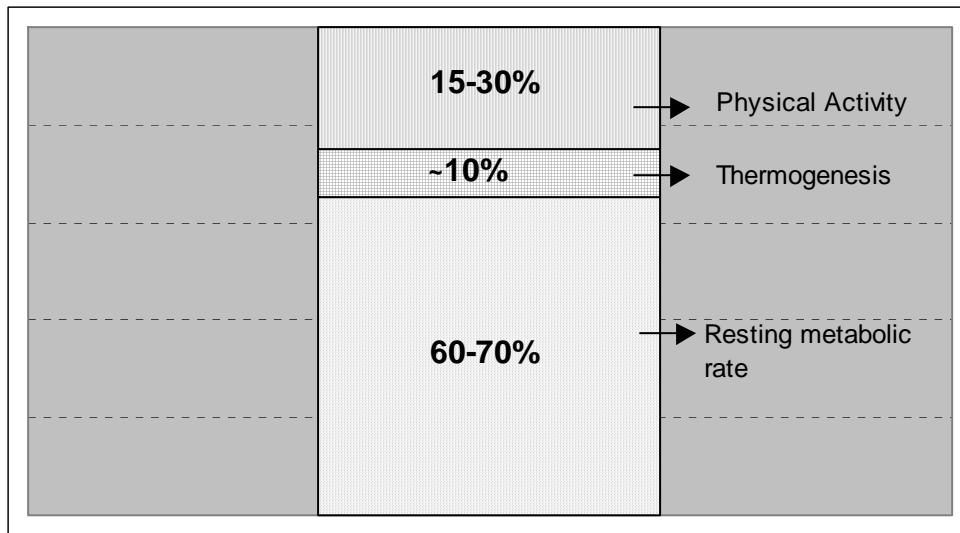 15-30%
Physical Activity
~10%
Thermogenesis
60-70%
Resting metabolic
rate